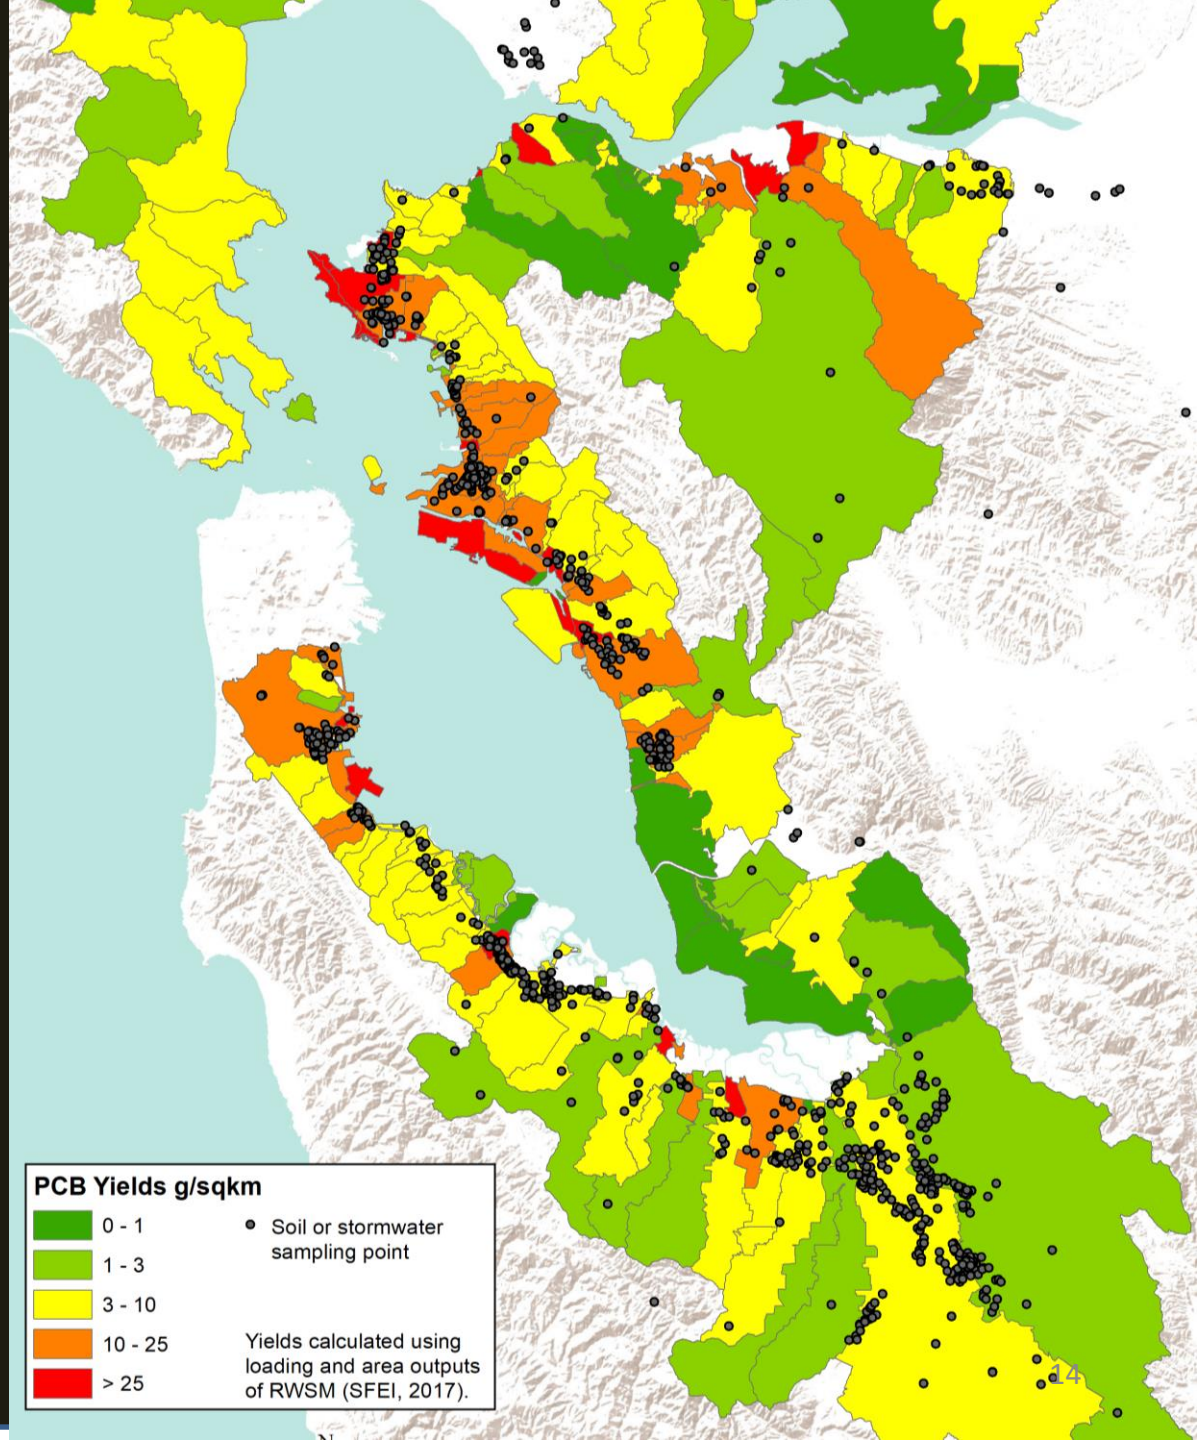 PCB Yields g/sqkm
0 - 1
1 - 3
3 - 10
10 - 25
> 25
Soil or stormwater
sampling point
Yields calculated using
loading and area outputs
of RWSM (SFEI, 2017).
14